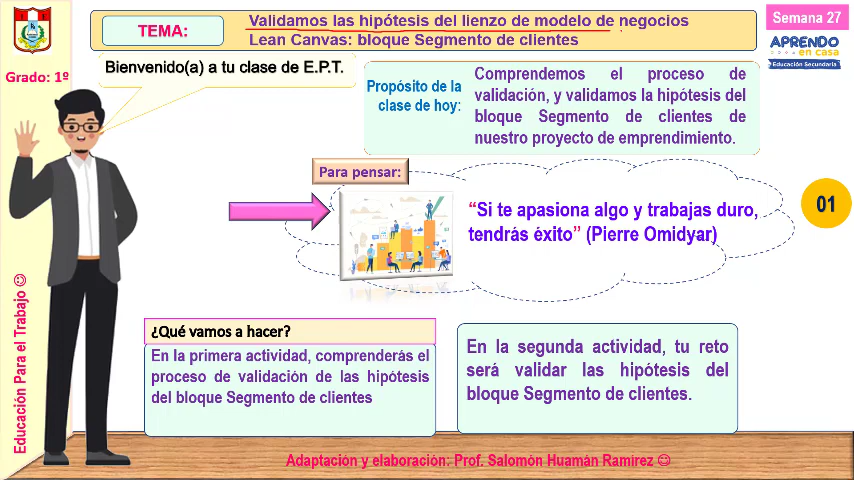 TEMA:
Validamos las hipótesis del lienzo de modelo de negocios
Lean Canvas: bloque Segmento de clientes
Semana 27
APRENDO
en casa
Educación Secundaria
Grado: 1º
Bienvenido(a) a tu clase de E.P.T.
Propósito de la
clase de hoy:
Comprendemos el proceso de
validación, y validamos la hipótesis del
bloque Segmento de clientes de
nuestro proyecto de emprendimiento.
Para pensar:
“Si te apasiona algo y trabajas duro,
tendrás éxito” (Pierre Omidyar)
01
¿Qué vamos a hacer?
En la primera actividad, comprenderás el
proceso de validación de las hipótesis
del bloque Segmento de clientes
En la segunda actividad, tu reto
será validar las hipótesis del
bloque Segmento de clientes.
Educación Para el Trabajo ☺
Adaptación y elaboración: Prof. Salomón Huamán Ramírez ☺